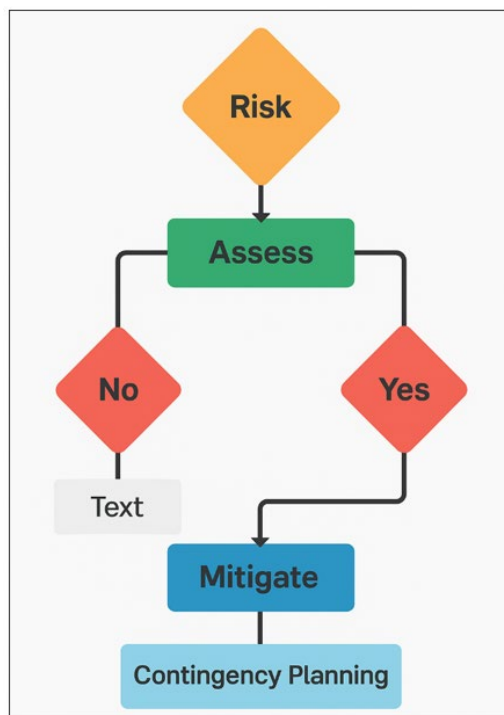 Risk
Assess
No
Yes
Text
Mitigate
Contingency Planning